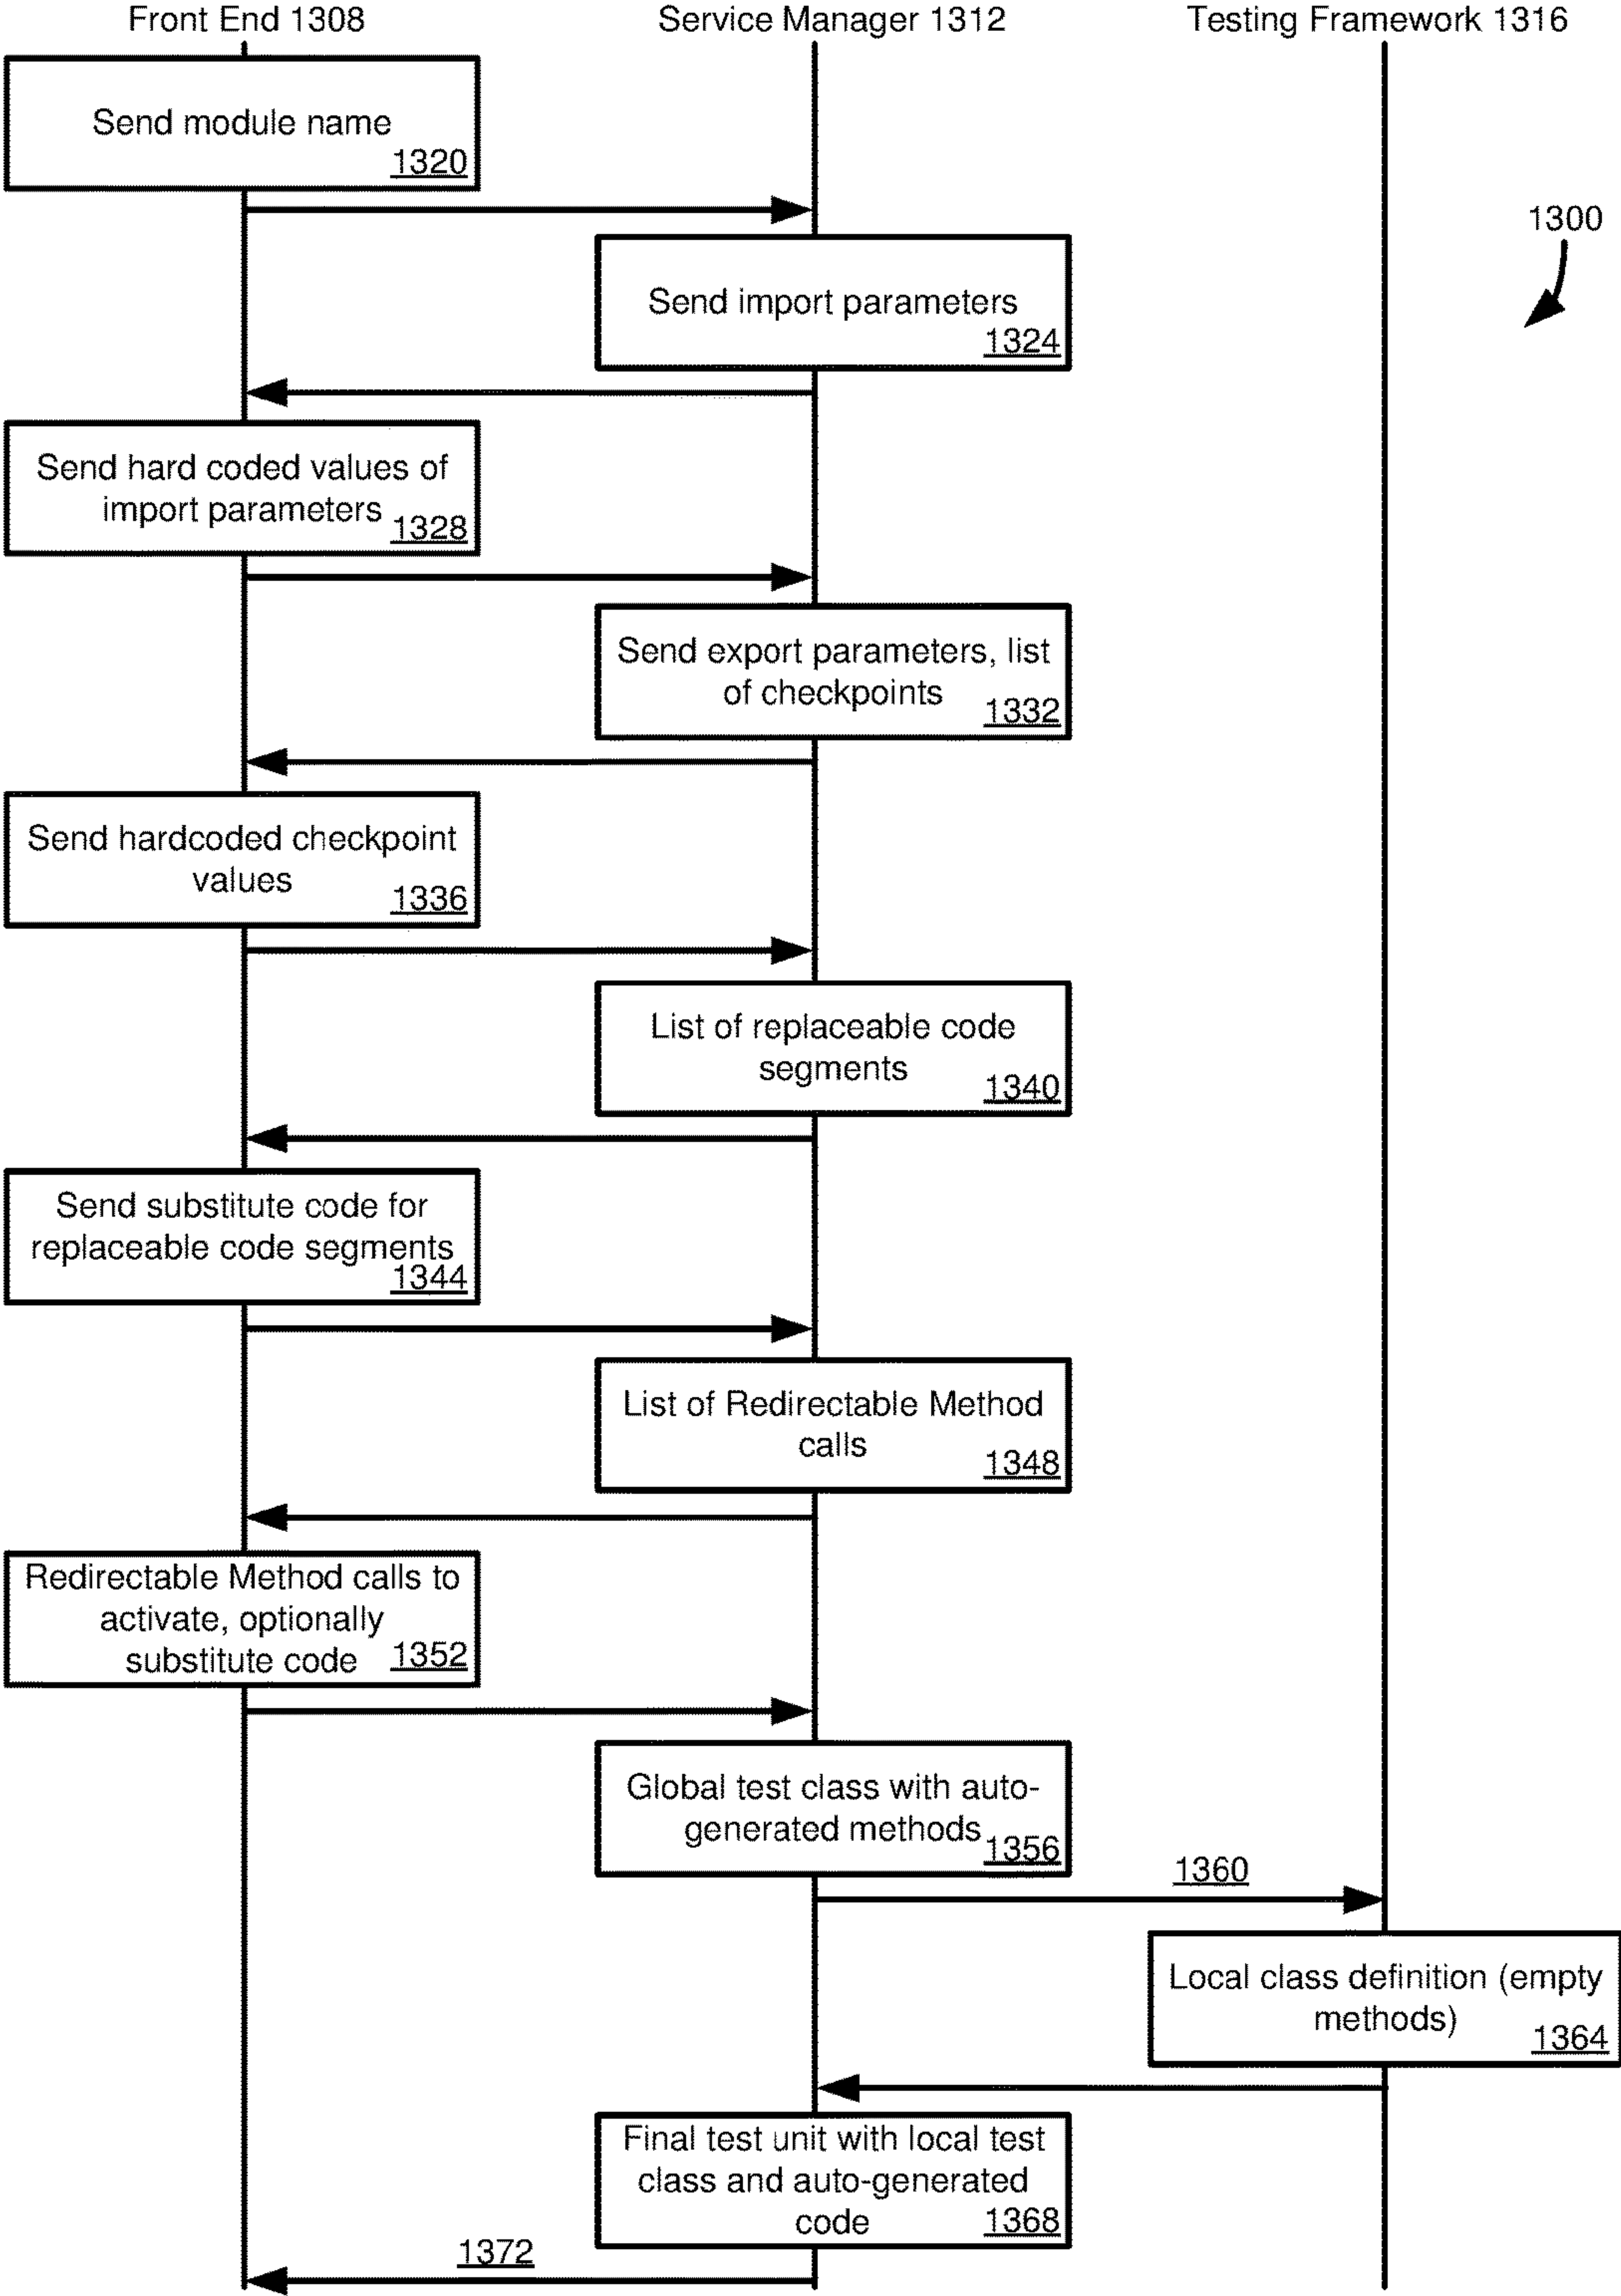 Front End 1308
Service Manager 1312
Testing Framework 1316
Send module name
1320
1300
Send import parameters
1324
Send hard coded values of
import parameters
1328
Send export parameters, list
of checkpoints
1332
Send hardcoded checkpoint
values
1336
List of replaceable code
segments
1340
Send substitute code for
replaceable code segments
1344
List of Redirectable Method
calls
1348
Redirectable Method calls to
activate, optionally
substitute code
1352
Global test class with auto-
generated methods
1356
1360
Local class definition (empty
methods)
1364
Final test unit with local test
class and auto-generated
code
1368
1372